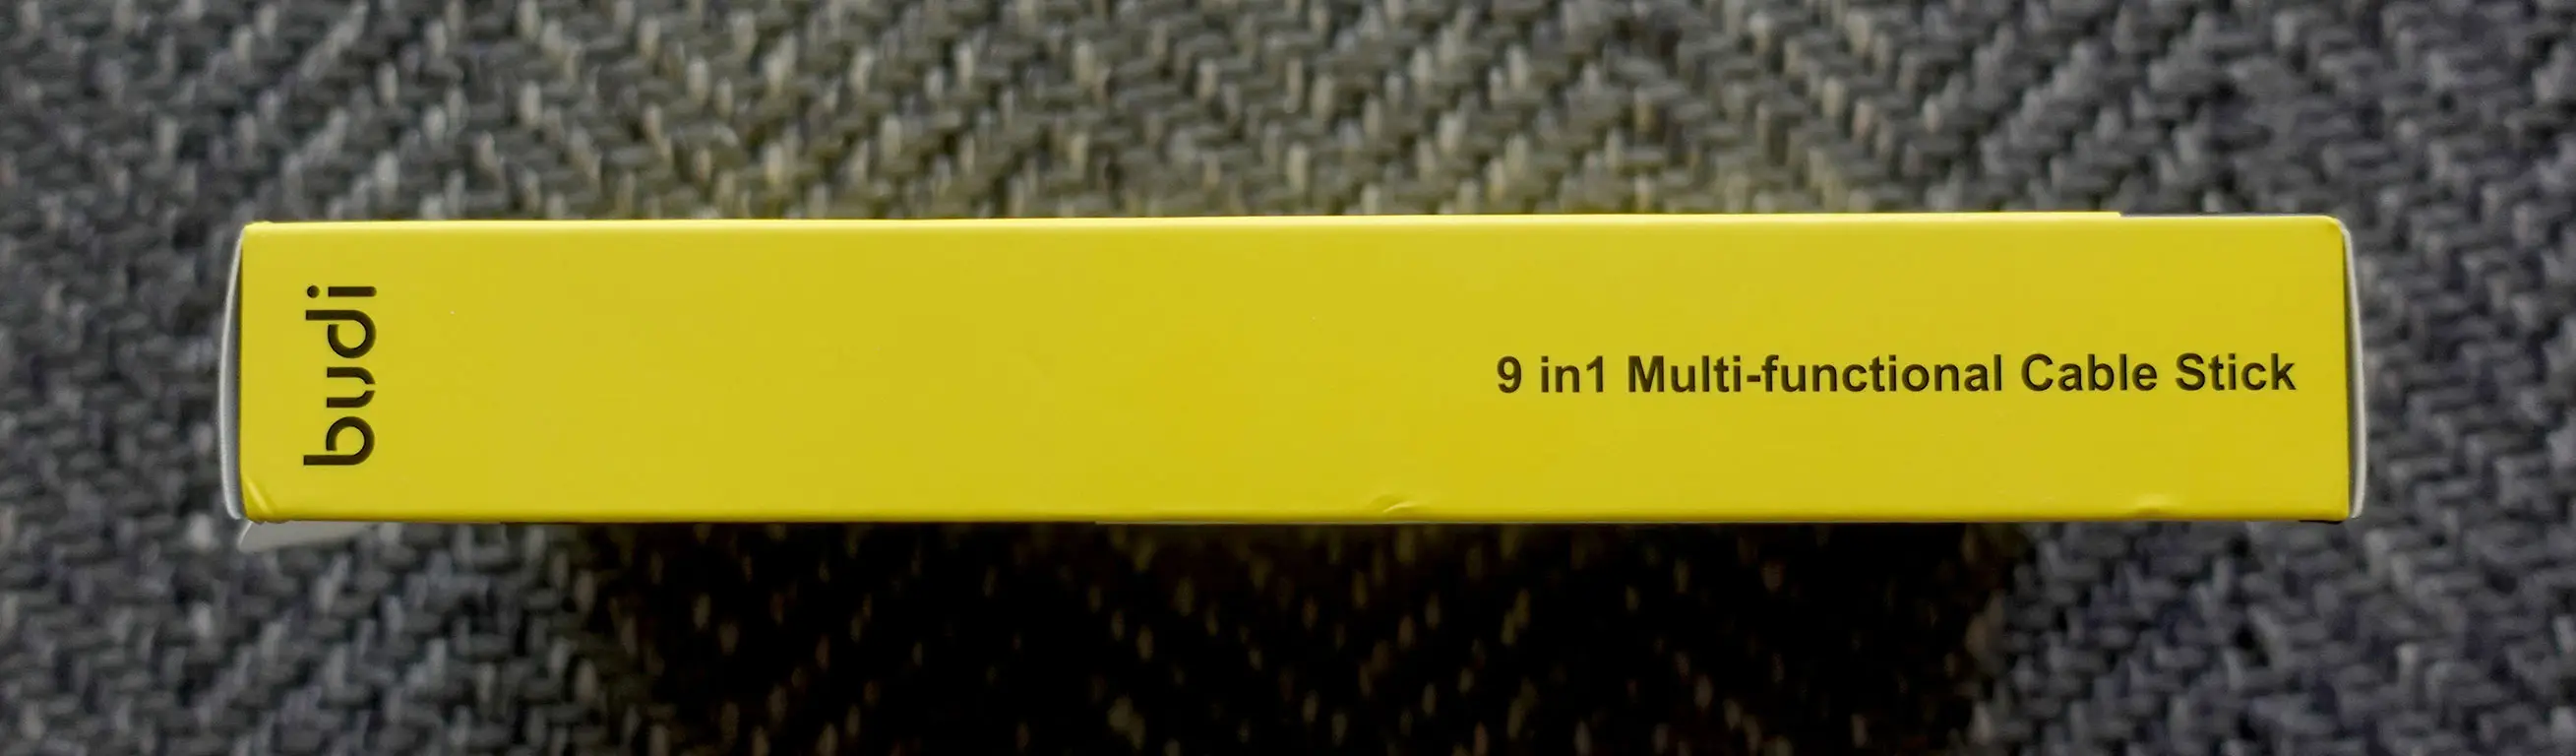 budi
9 in1 Multi-functional Cable Stick